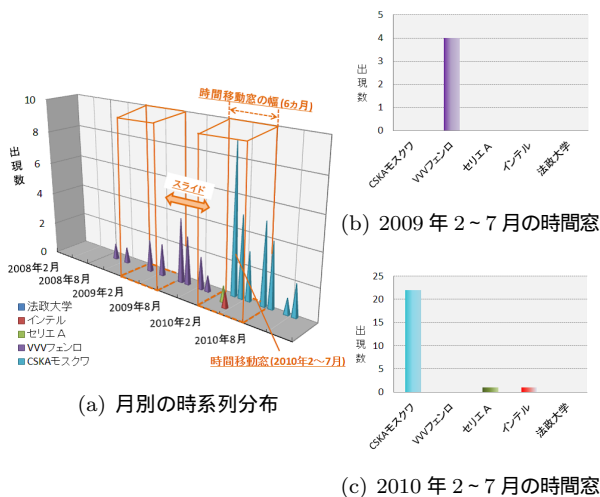 時間移動窓の幅(6ヵ月)
10
8
6
4
2
0
出現数
スライド
2008年2月
2008年8月
2009年2月
2009年8月
2010年2月
2010年8月
法政大学
インテル
セリエA
VVVフェンロ
CSKAモスクワ
時間移動窓(2010年2〜7月)
(a) 月別の時系列分布
5
4
3
2
1
0
出現数
CSKAモスクワ
VVVフェンロ
セリエA
インテル
法政大学
(b) 2009 年 2~7 月の時間窓
25
20
15
10
5
0
出現数
CSKAモスクワ
VVVフェンロ
セリエA
インテル
法政大学
(c) 2010 年 2~7 月の時間窓